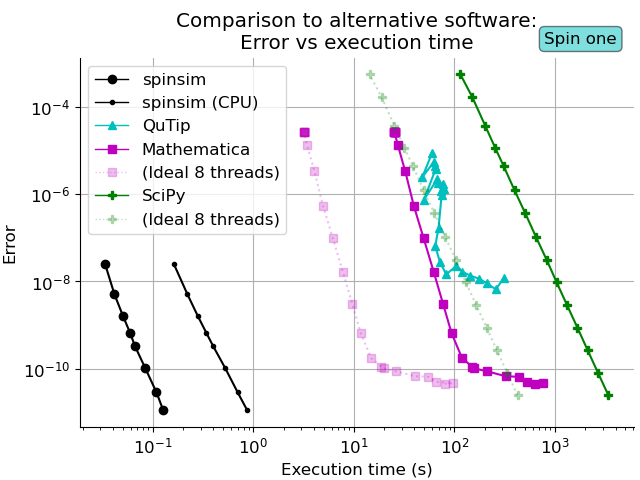 Comparison to alternative software:
Error vs execution time
Spin one
spinsim
spinsim (CPU)
QuTip
Mathematica
(Ideal 8 threads)
SciPy
(Ideal 8 threads)
Error
10⁻⁴
10⁻⁶
10⁻⁸
10⁻¹⁰
10⁻¹
10⁰
10¹
10²
10³
Execution time (s)